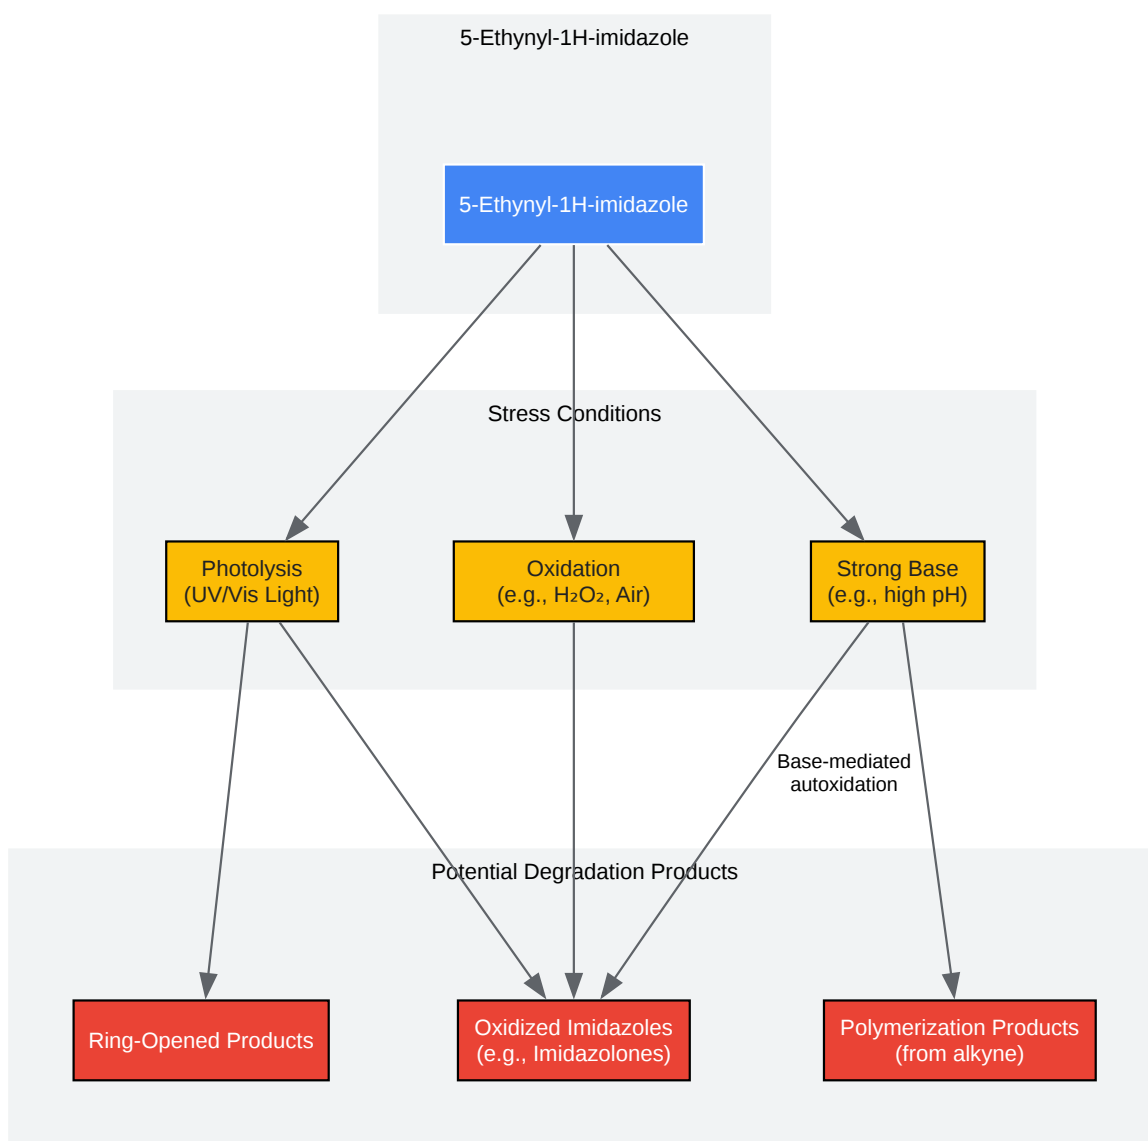 5-Ethynyl-1H-imidazole
5-Ethynyl-1H-imidazole
Stress Conditions
Photolysis
(UV/Vis Light)
Oxidation
(e.g., H₂O₂, Air)
Strong Base
(e.g., high pH)
Base-mediated
autoxidation
Potential Degradation Products
Ring-Opened Products
Oxidized Imidazoles
(e.g., Imidazolones)
Polymerization Products
(from alkyne)